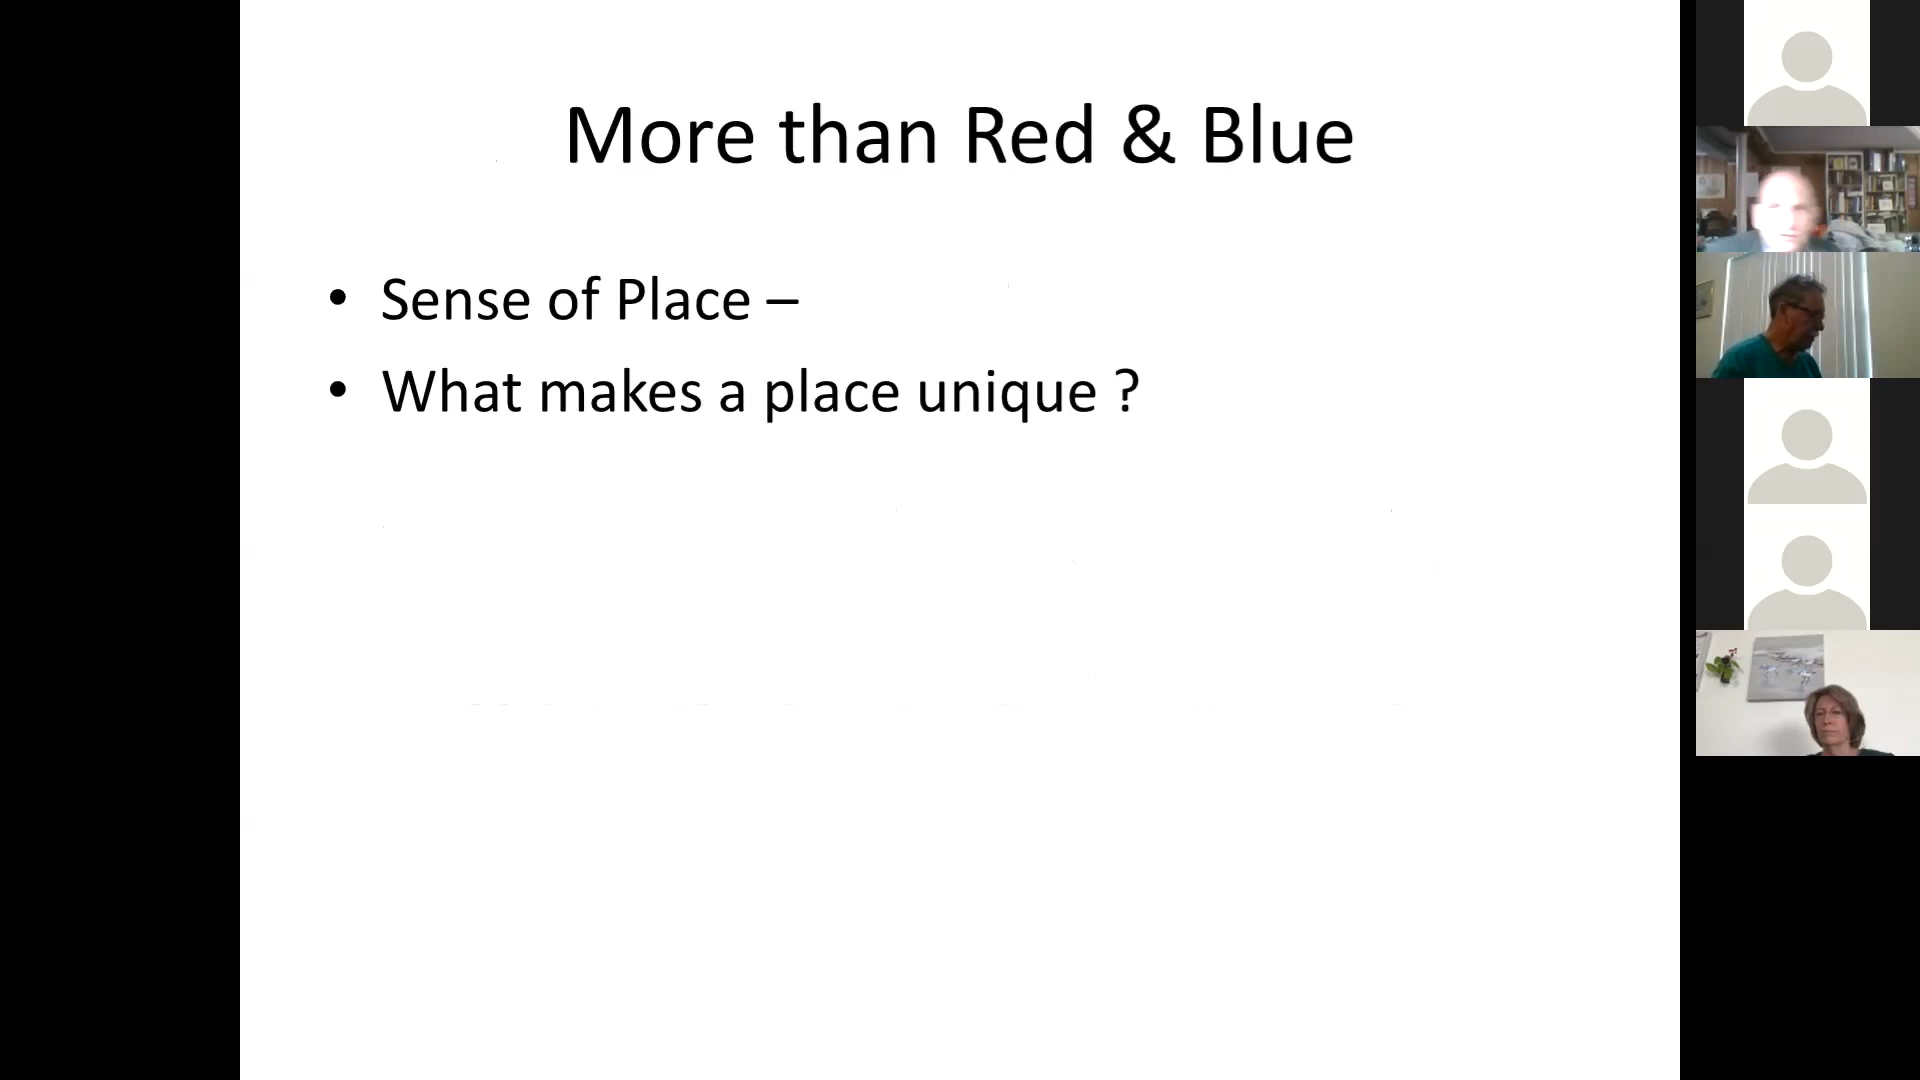 More than Red & Blue
• Sense of Place –
• What makes a place unique ?